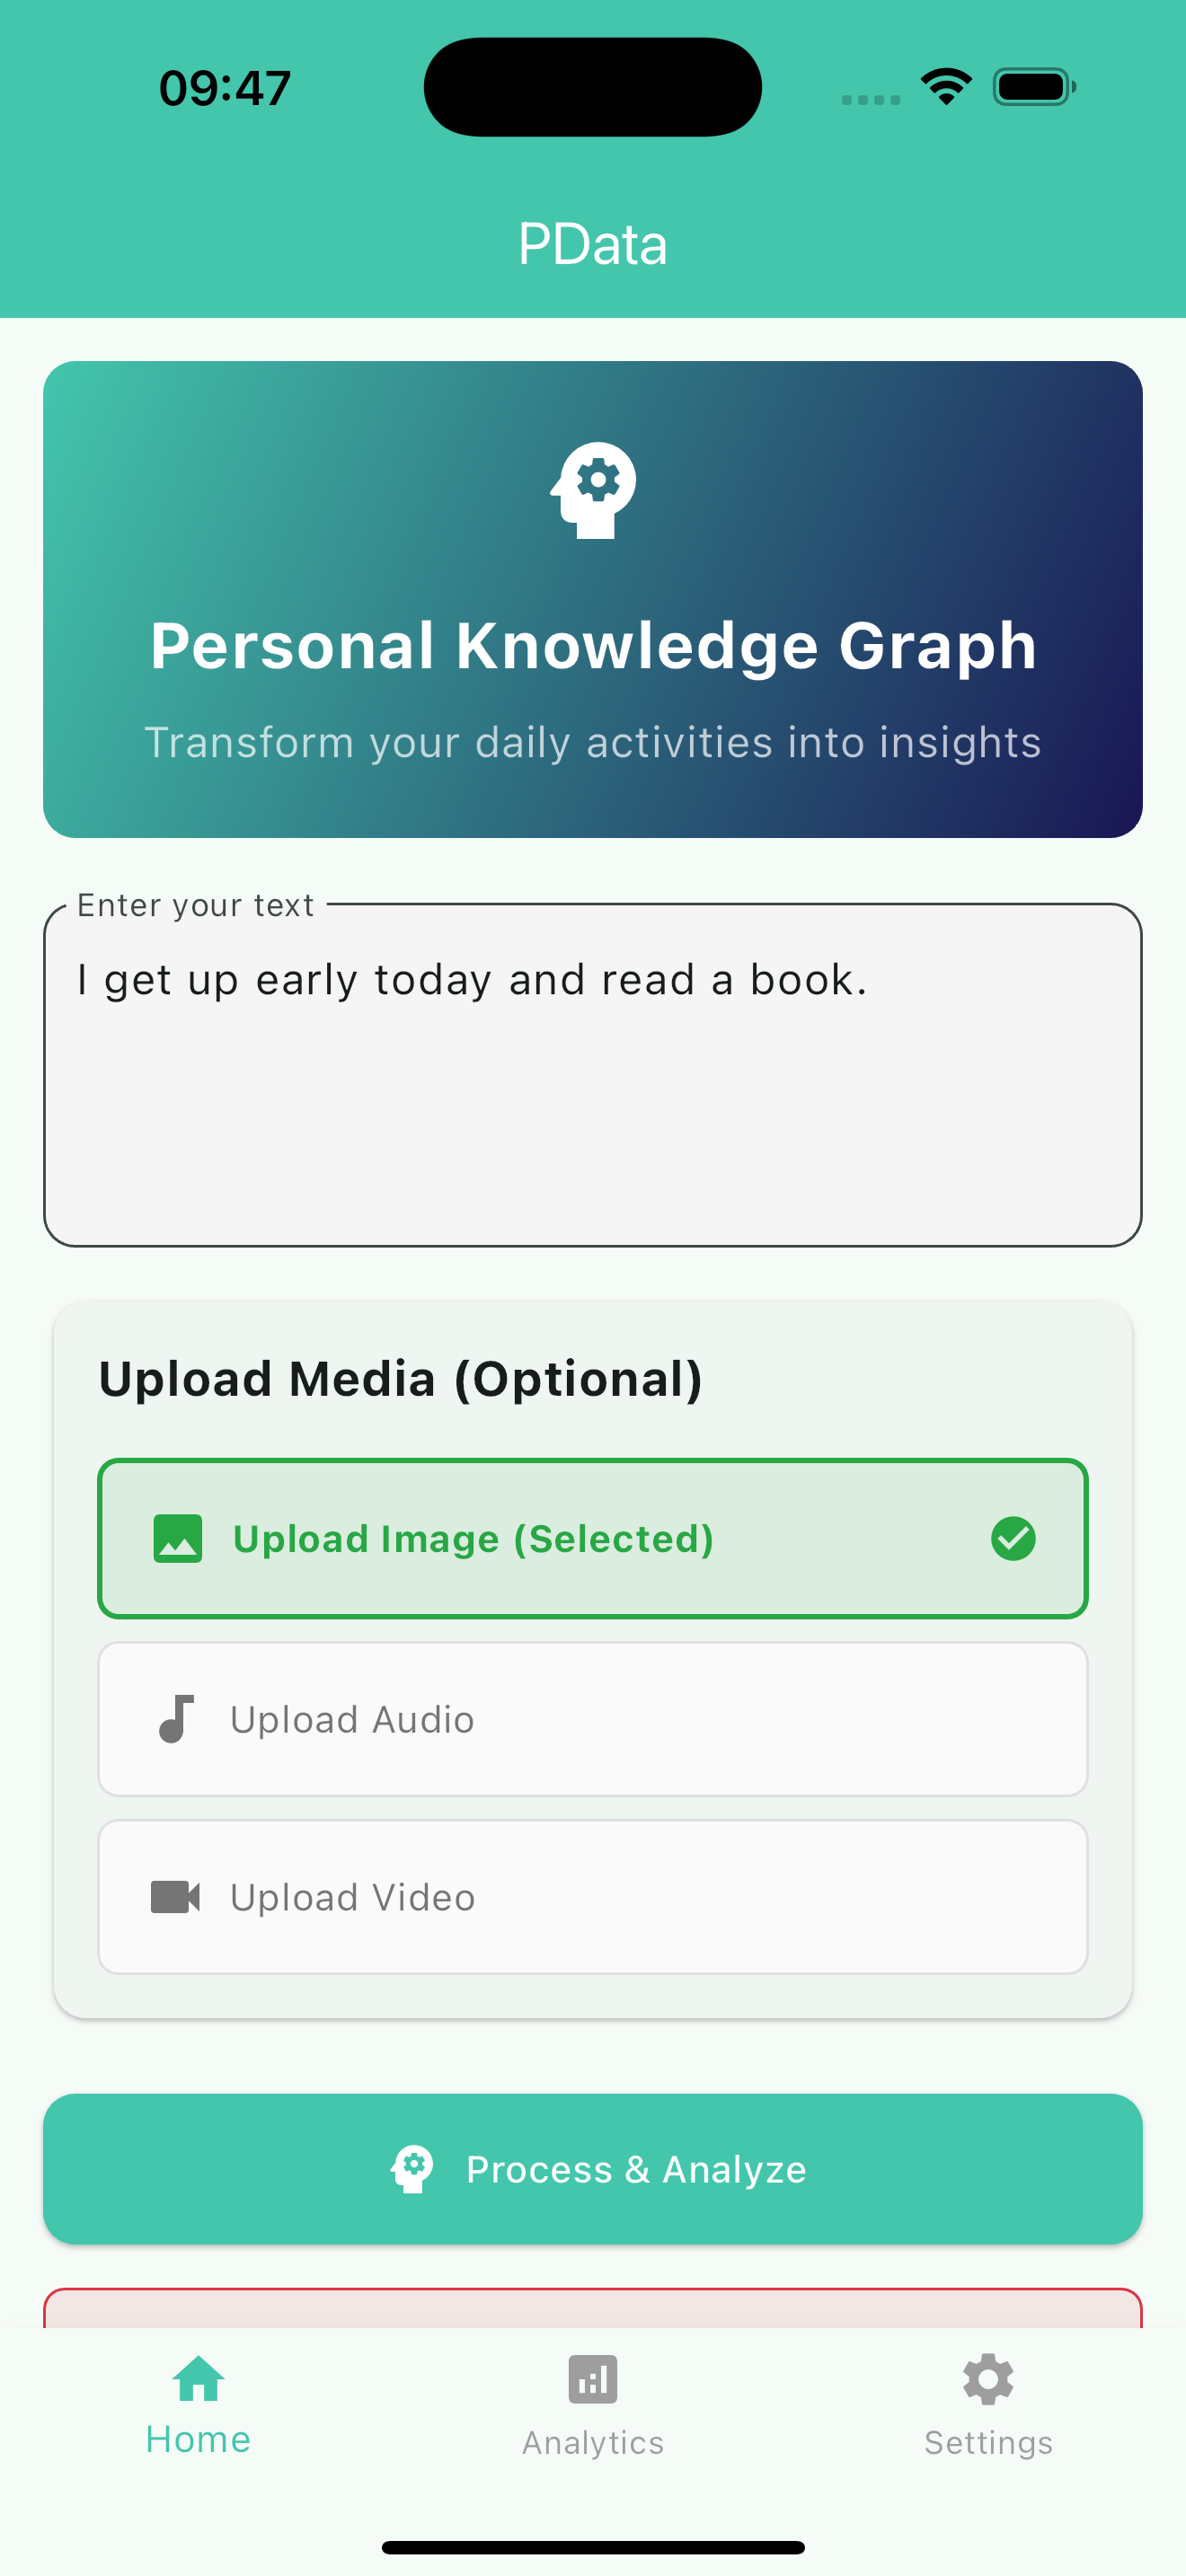 09:47
PData
Personal Knowledge Graph
Transform your daily activities into insights
Enter your text
I get up early today and read a book.
Upload Media (Optional)
Upload Image (Selected)
Upload Audio
Upload Video
Process & Analyze
Home
Analytics
Settings